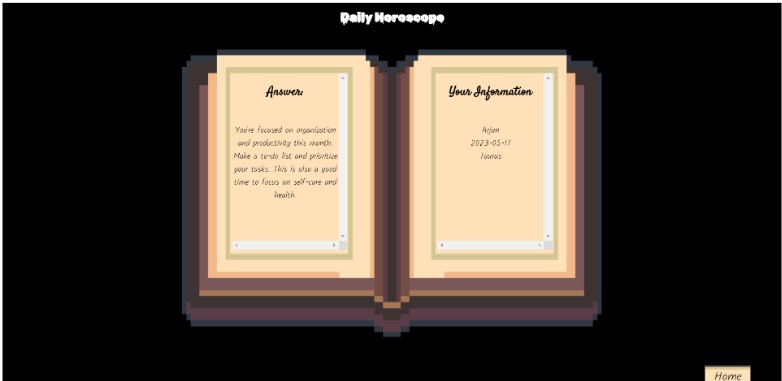 Daily Horoscope
Answer:
You're focused on organization
and productivity this month.
Make a to-do list and prioritize
your tasks. This is also a good
time to focus on self-care and
health.
Your Information
Arjun
2023-05-17
Taurus
Home